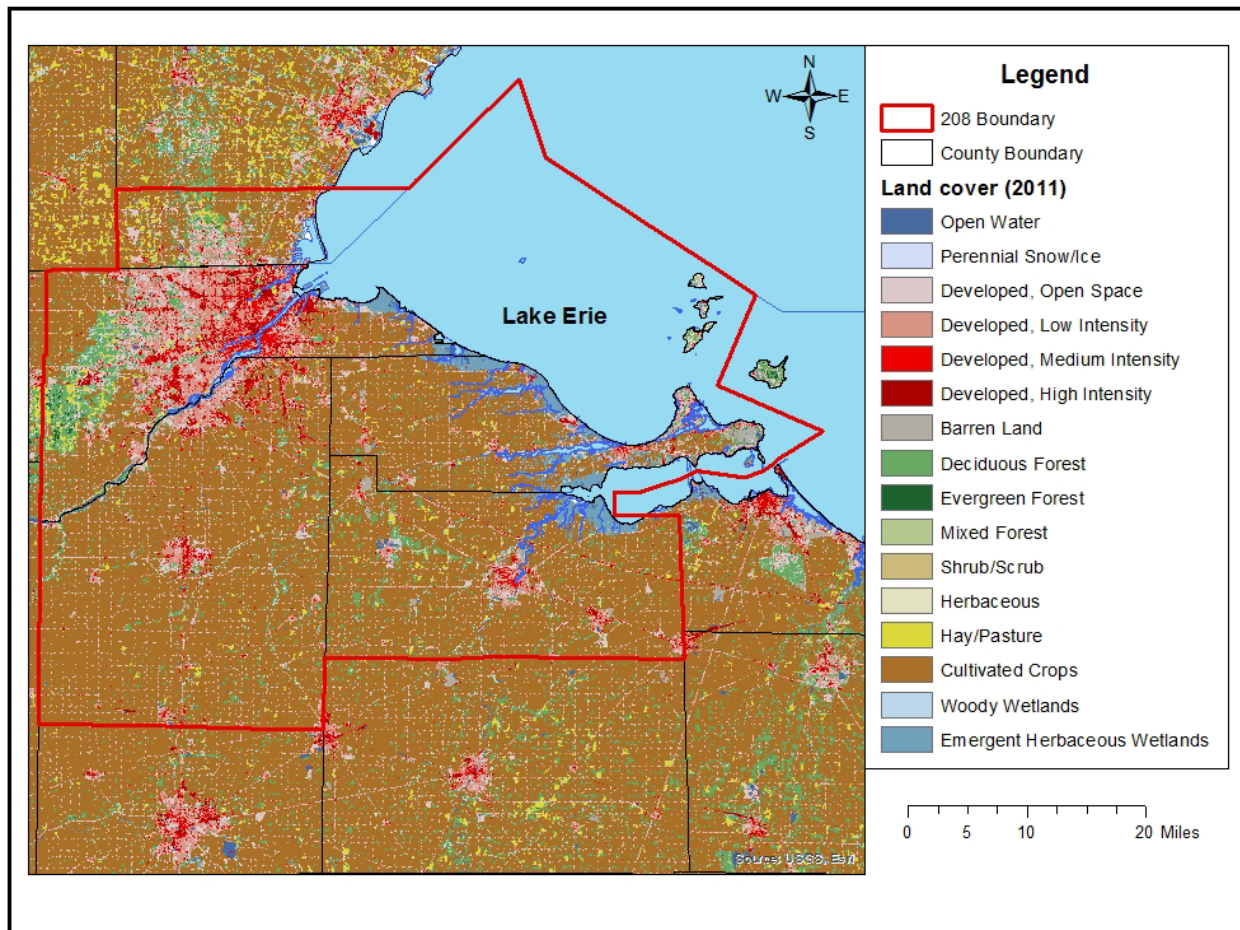 N
W E
S
Lake Erie
Source: USGS, Esri
Legend
208 Boundary
County Boundary
Land cover (2011)
Open Water
Perennial Snow/Ice
Developed, Open Space
Developed, Low Intensity
Developed, Medium Intensity
Developed, High Intensity
Barren Land
Deciduous Forest
Evergreen Forest
Mixed Forest
Shrub/Scrub
Herbaceous
Hay/Pasture
Cultivated Crops
Woody Wetlands
Emergent Herbaceous Wetlands
0 5 10 20 Miles